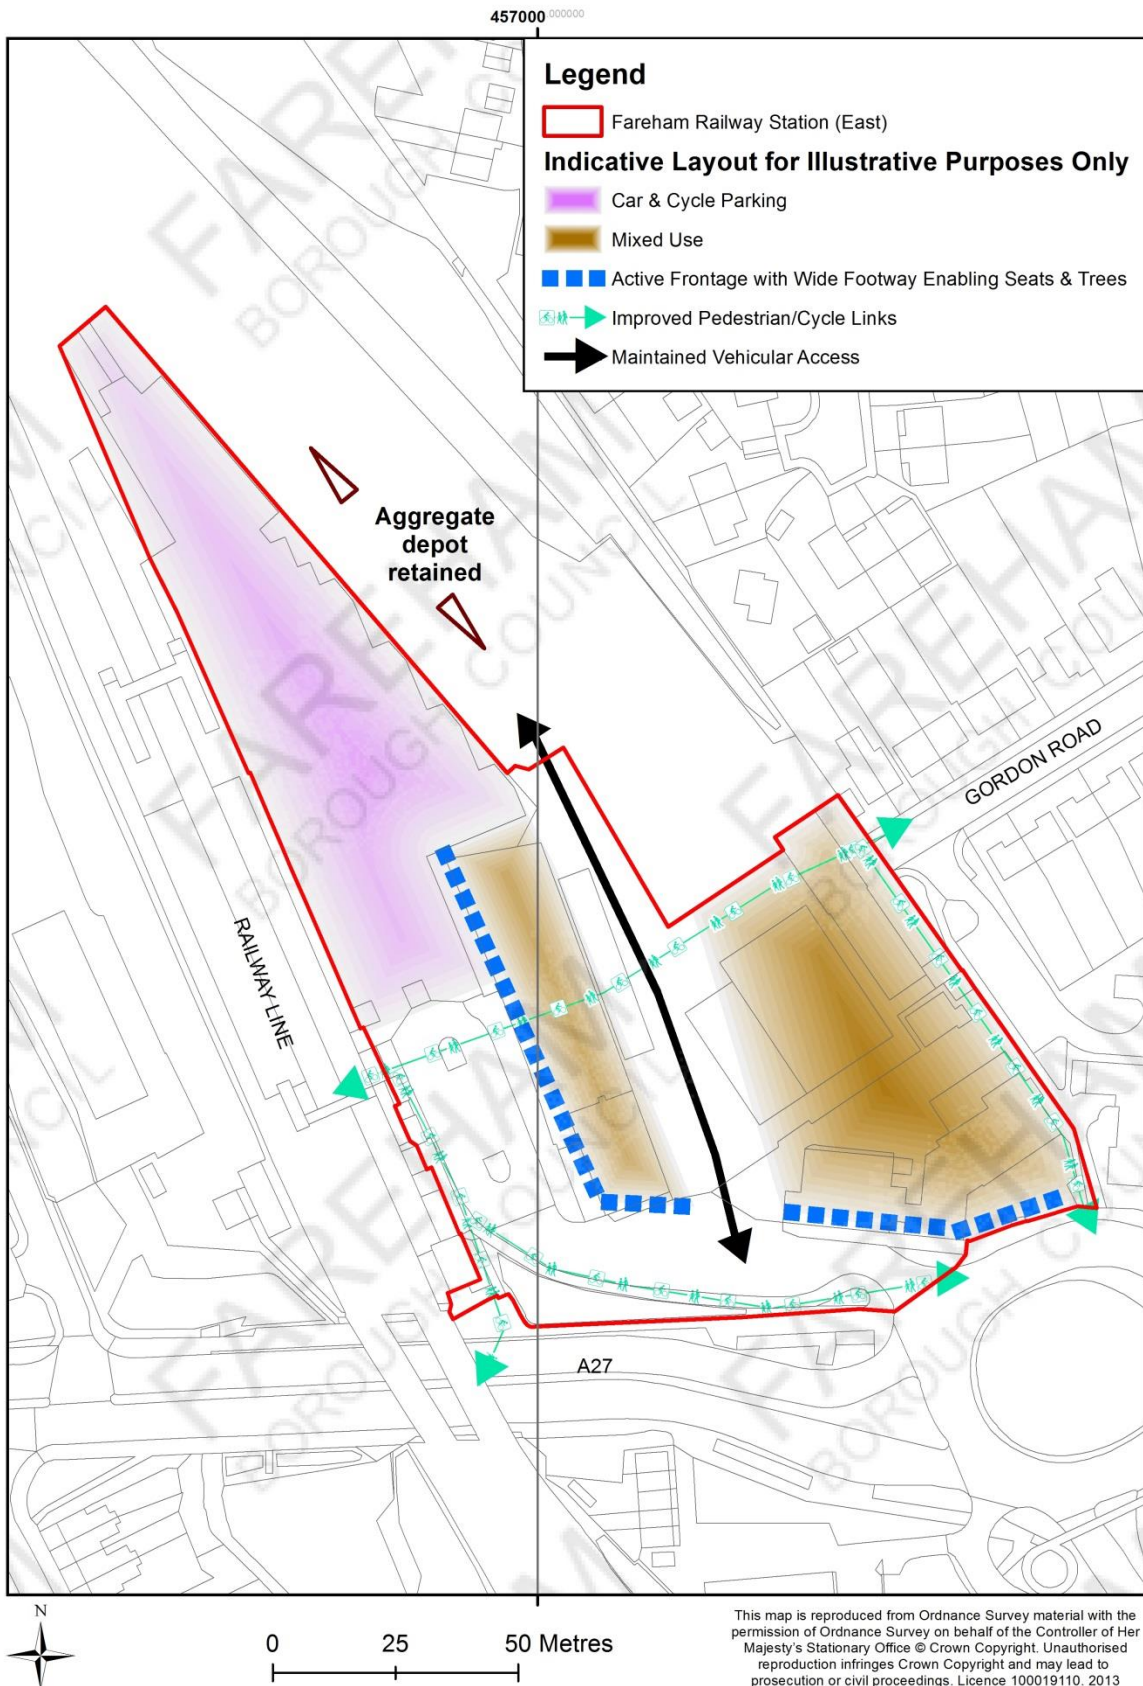 457000.000000
Legend
Fareham Railway Station (East)
Indicative Layout for Illustrative Purposes Only
Car & Cycle Parking
Mixed Use
Active Frontage with Wide Footway Enabling Seats & Trees
Improved Pedestrian/Cycle Links
Maintained Vehicular Access
Aggregate
depot
retained
GORDON ROAD
RAILWAY LINE
A27
FAREHAM
BOROUGH COUNCIL
N
0 25 50 Metres
This map is reproduced from Ordnance Survey material with the
permission of Ordnance Survey on behalf of the Controller of Her
Majesty's Stationary Office © Crown Copyright. Unauthorised
reproduction infringes Crown Copyright and may lead to
prosecution or civil proceedings. Licence 100019110. 2013